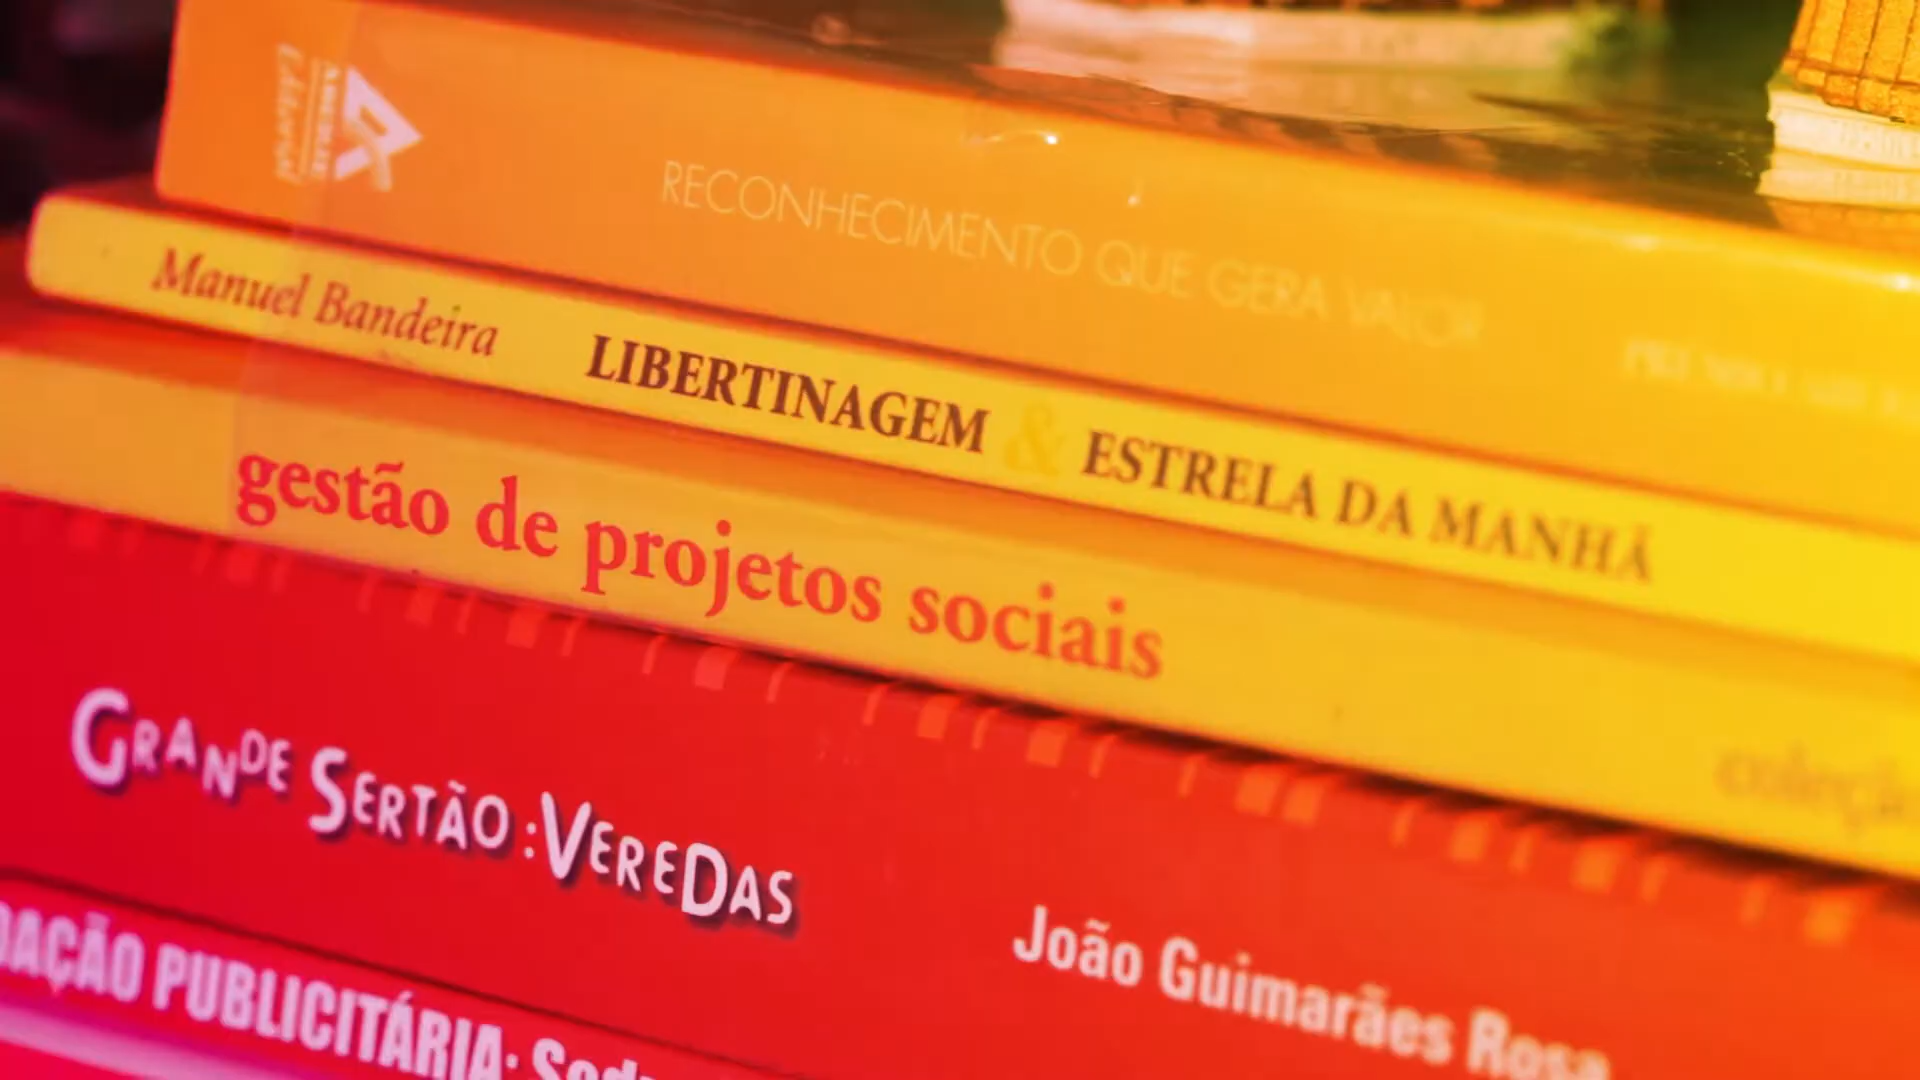 RECONHECIMENTO QUE GERA VALOR
Manuel Bandeira LIBERTINAGEM & ESTRELA DA MANHÃ
gestão de projetos sociais
GRANDE SERTÃO:VEREDAS João Guimarães Rosa
PUBLICITÁRIA: